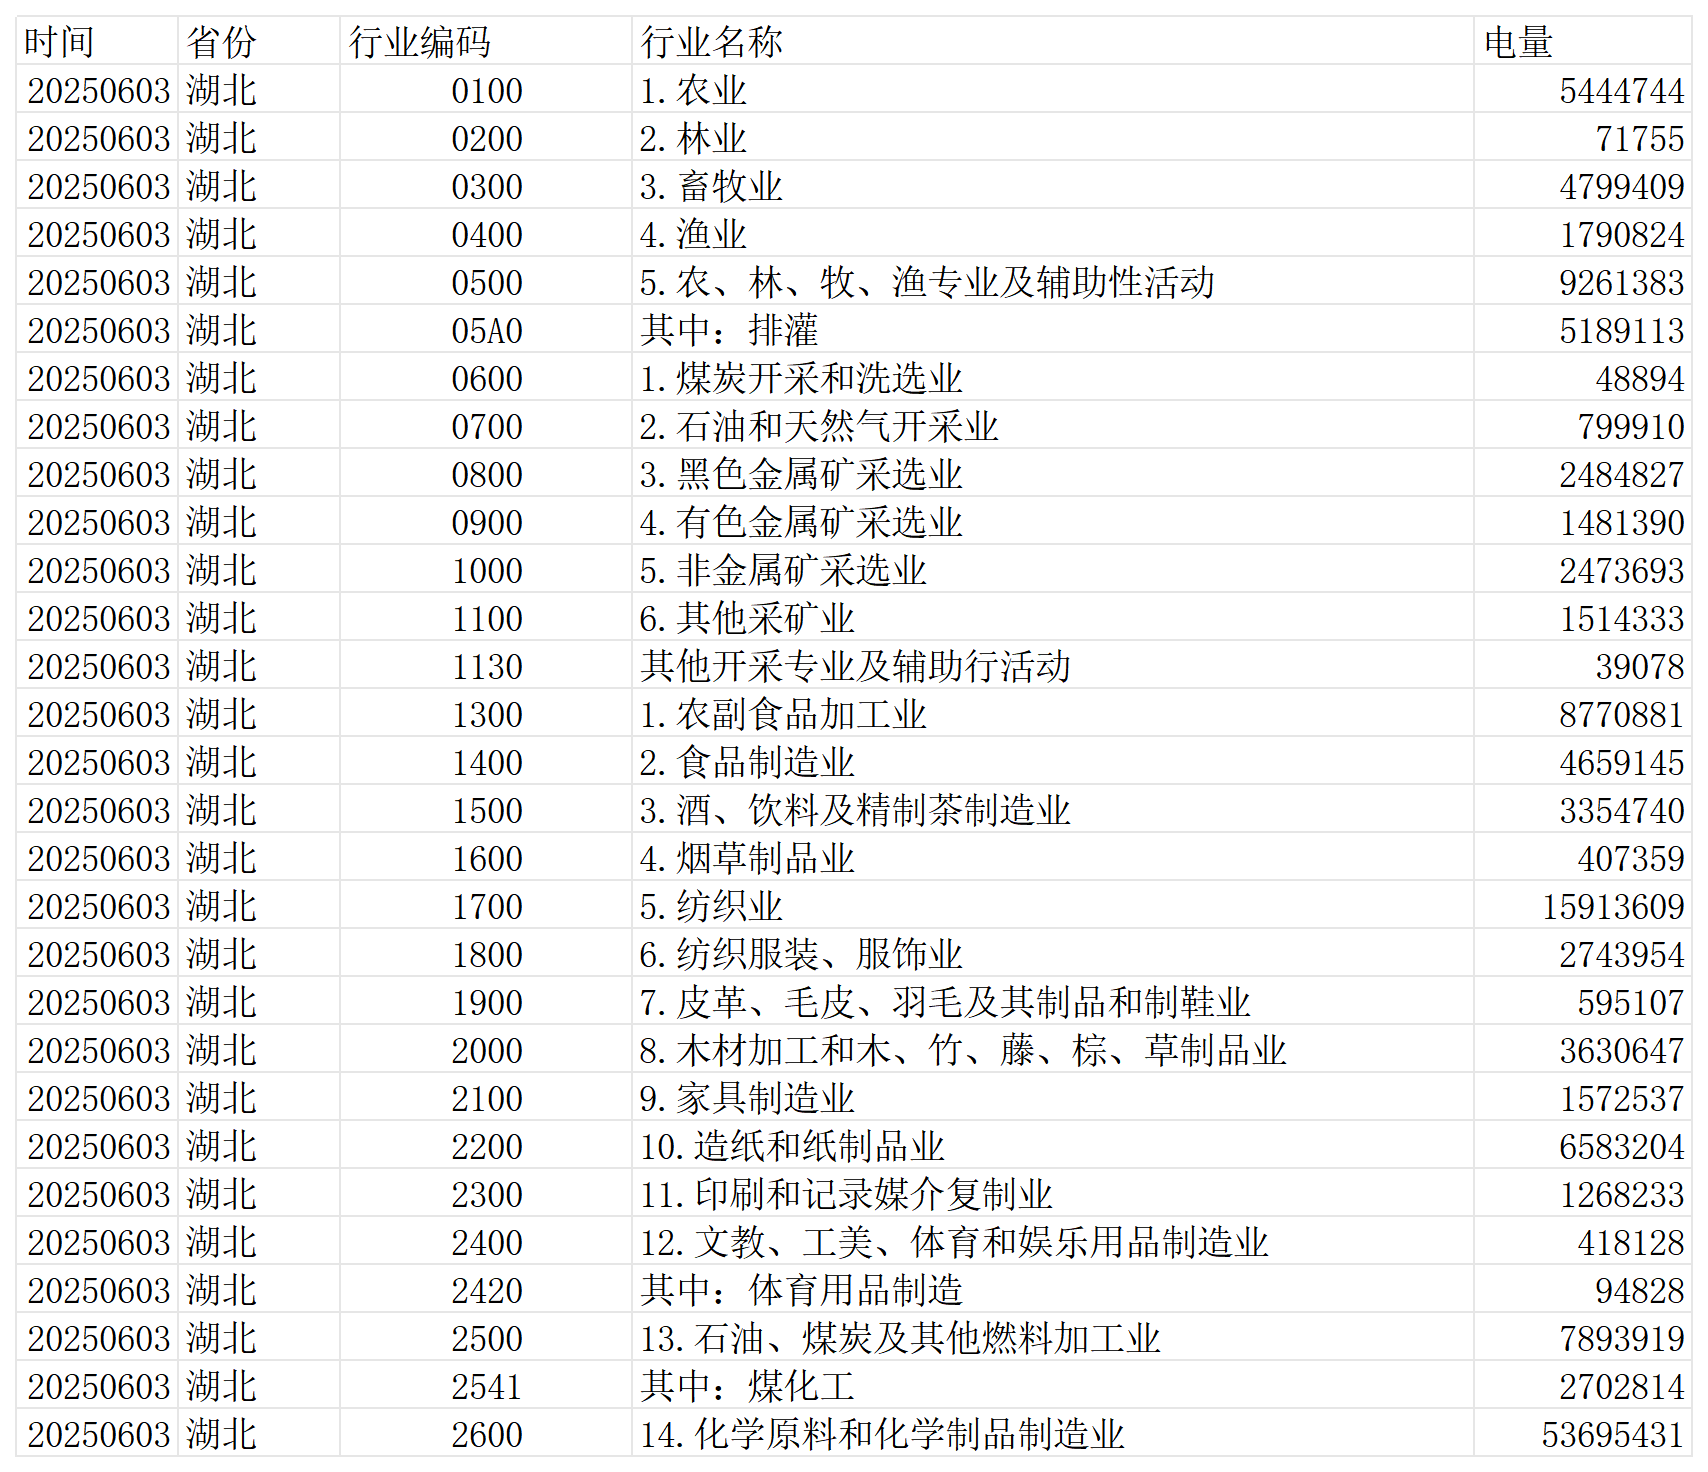 时间 省份 行业编码 行业名称 电量
20250603 湖北 0100 1.农业 5444744
20250603 湖北 0200 2.林业 71755
20250603 湖北 0300 3.畜牧业 4799409
20250603 湖北 0400 4.渔业 1790824
20250603 湖北 0500 5.农、林、牧、渔专业及辅助性活动 9261383
20250603 湖北 05A0 其中：排灌 5189113
20250603 湖北 0600 1.煤炭开采和洗选业 48894
20250603 湖北 0700 2.石油和天然气开采业 799910
20250603 湖北 0800 3.黑色金属矿采选业 2484827
20250603 湖北 0900 4.有色金属矿采选业 1481390
20250603 湖北 1000 5.非金属矿采选业 2473693
20250603 湖北 1100 6.其他采矿业 1514333
20250603 湖北 1130 其他开采专业及辅助行活动 39078
20250603 湖北 1300 1.农副食品加工业 8770881
20250603 湖北 1400 2.食品制造业 4659145
20250603 湖北 1500 3.酒、饮料及精制茶制造业 3354740
20250603 湖北 1600 4.烟草制品业 407359
20250603 湖北 1700 5.纺织业 15913609
20250603 湖北 1800 6.纺织服装、服饰业 2743954
20250603 湖北 1900 7.皮革、毛皮、羽毛及其制品和制鞋业 595107
20250603 湖北 2000 8.木材加工和木、竹、藤、棕、草制品业 3630647
20250603 湖北 2100 9.家具制造业 1572537
20250603 湖北 2200 10.造纸和纸制品业 6583204
20250603 湖北 2300 11.印刷和记录媒介复制业 1268233
20250603 湖北 2400 12.文教、工美、体育和娱乐用品制造业 418128
20250603 湖北 2420 其中：体育用品制造 94828
20250603 湖北 2500 13.石油、煤炭及其他燃料加工业 7893919
20250603 湖北 2541 其中：煤化工 2702814
20250603 湖北 2600 14.化学原料和化学制品制造业 53695431